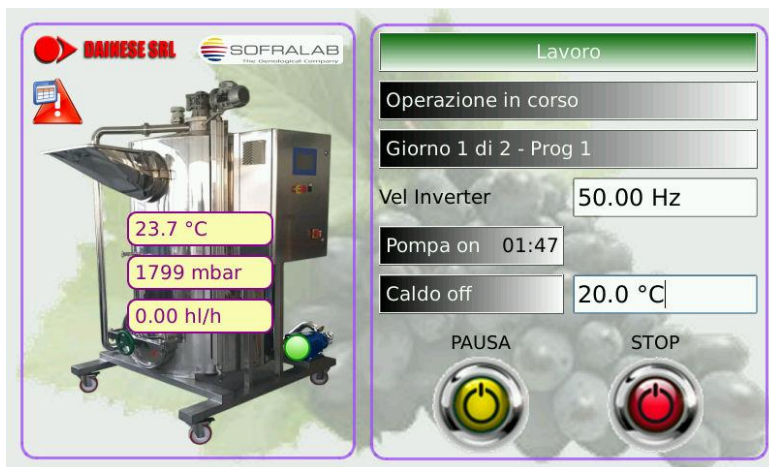 DAINESE SRL
SOFRALAB
The Oenological Company
23.7 °C
1799 mbar
0.00 hl/h
Lavoro
Operazione in corso
Giorno 1 di 2 - Prog 1
Vel Inverter 50.00 Hz
Pompa on 01:47
Caldo off 20.0 °C
PAUSA STOP